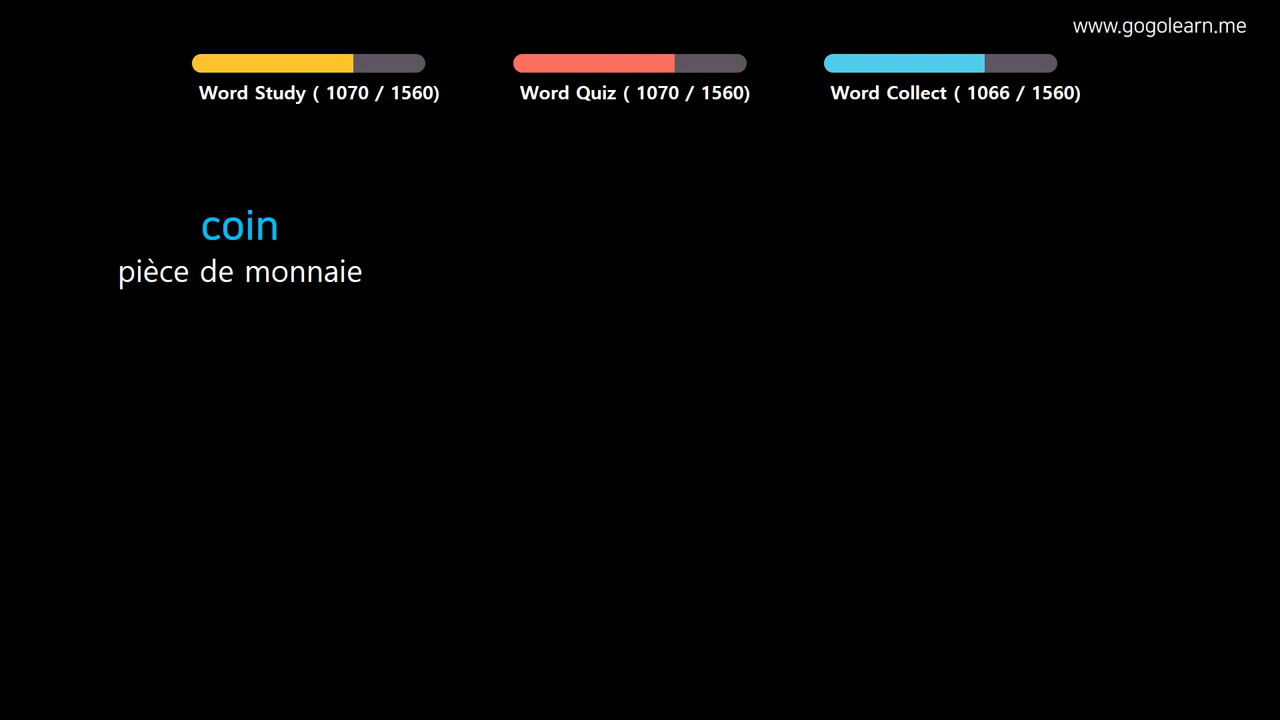 www.gogolearn.me
Word Study ( 1070 / 1560)
Word Quiz ( 1070 / 1560)
Word Collect ( 1066 / 1560)
coin
pièce de monnaie